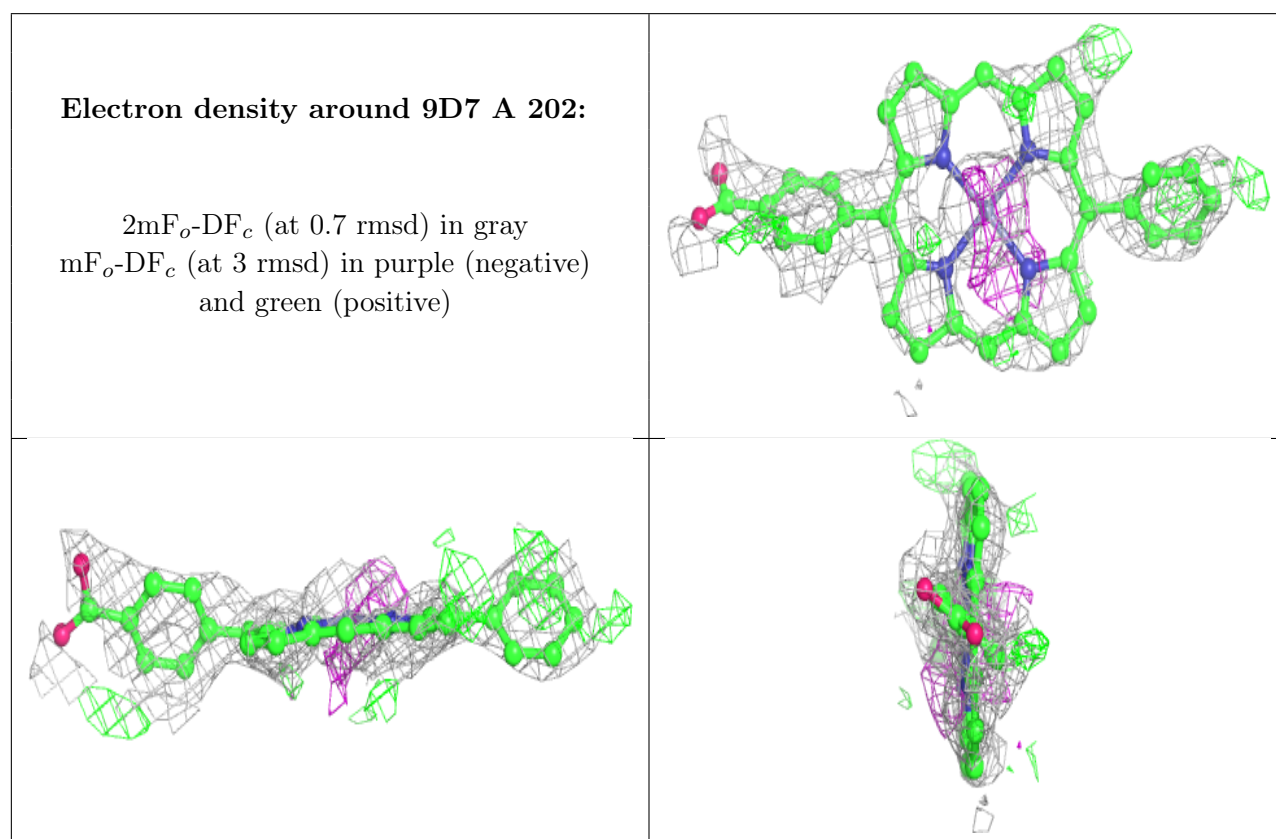 Electron density around 9D7 A 202:
2mFₒ-DF𝒸 (at 0.7 rmsd) in gray
mFₒ-DF𝒸 (at 3 rmsd) in purple (negative)
and green (positive)